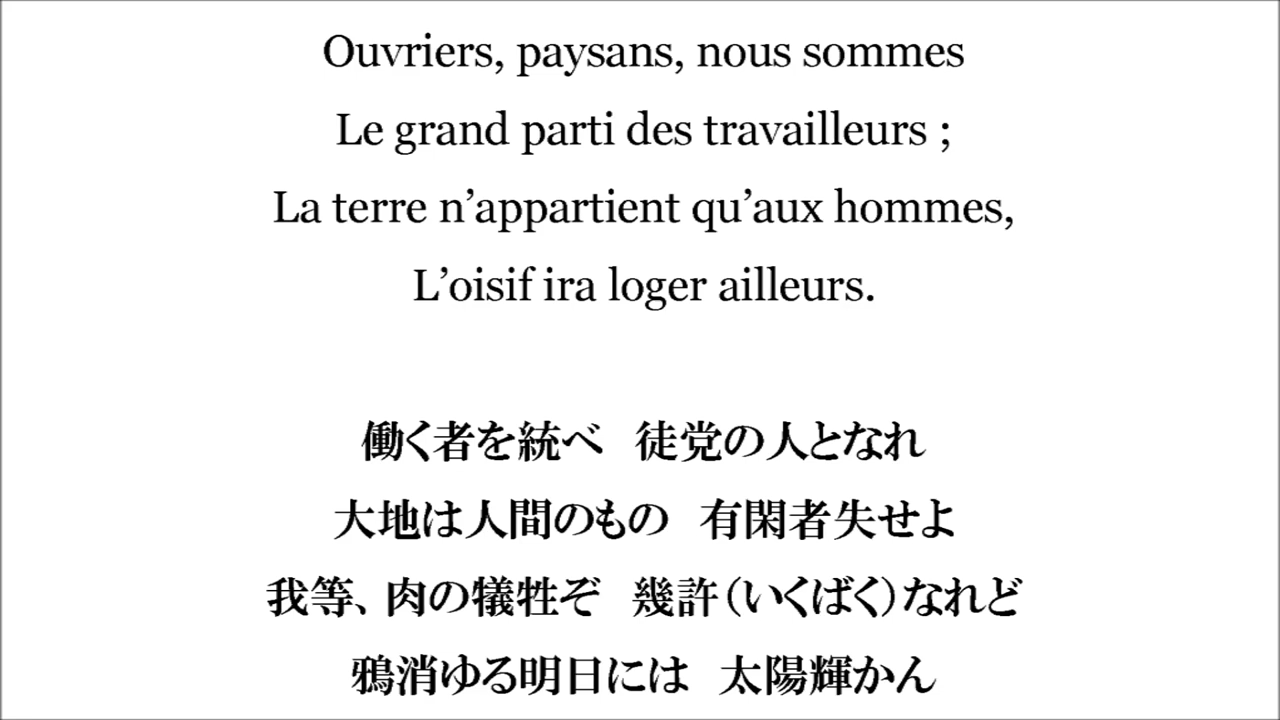 Ouvriers, paysans, nous sommes
Le grand parti des travailleurs ;
La terre n’appartient qu’aux hommes,
L’oisif ira loger ailleurs.
働く者を統べ　徒党の人となれ
大地は人間のもの　有閑者失せよ
我等、肉の犠牲ぞ　幾許（いくばく）なれど
鴉消ゆる明日には　太陽輝かん